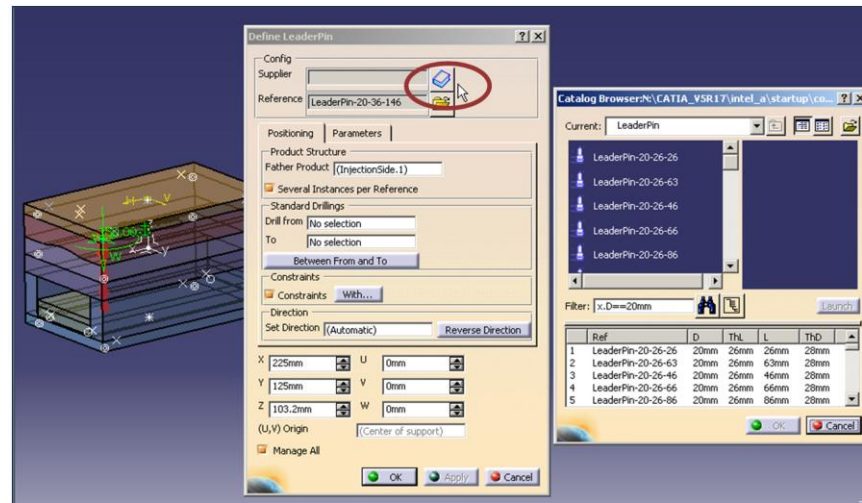 Define LeaderPin
Config
Supplier
Reference LeaderPin-20-36-146
Positioning Parameters
Product Structure
Father Product (InjectionSide.1)
Several Instances per Reference
Standard Drillings
Drill from No selection
To No selection
Between From and To
Constraints
Constraints With...
Direction
Set Direction (Automatic) Reverse Direction
X 225mm U 0mm
Y 125mm V 0mm
Z 103.2mm W 0mm
(U,V) Origin (Center of support)
Manage All
OK Apply Cancel
Catalog Browser:N:\CATIA_V5R17\intel_a\startup\co...
Current: LeaderPin
LeaderPin-20-26-26
LeaderPin-20-26-63
LeaderPin-20-26-46
LeaderPin-20-26-66
LeaderPin-20-26-86
Filter: x.D==20mm Launch
Ref D ThL L ThD
1 LeaderPin-20-26-26 20mm 26mm 26mm 28mm
2 LeaderPin-20-26-63 20mm 26mm 63mm 28mm
3 LeaderPin-20-26-46 20mm 26mm 46mm 28mm
4 LeaderPin-20-26-66 20mm 26mm 66mm 28mm
5 LeaderPin-20-26-86 20mm 26mm 86mm 28mm
OK Cancel